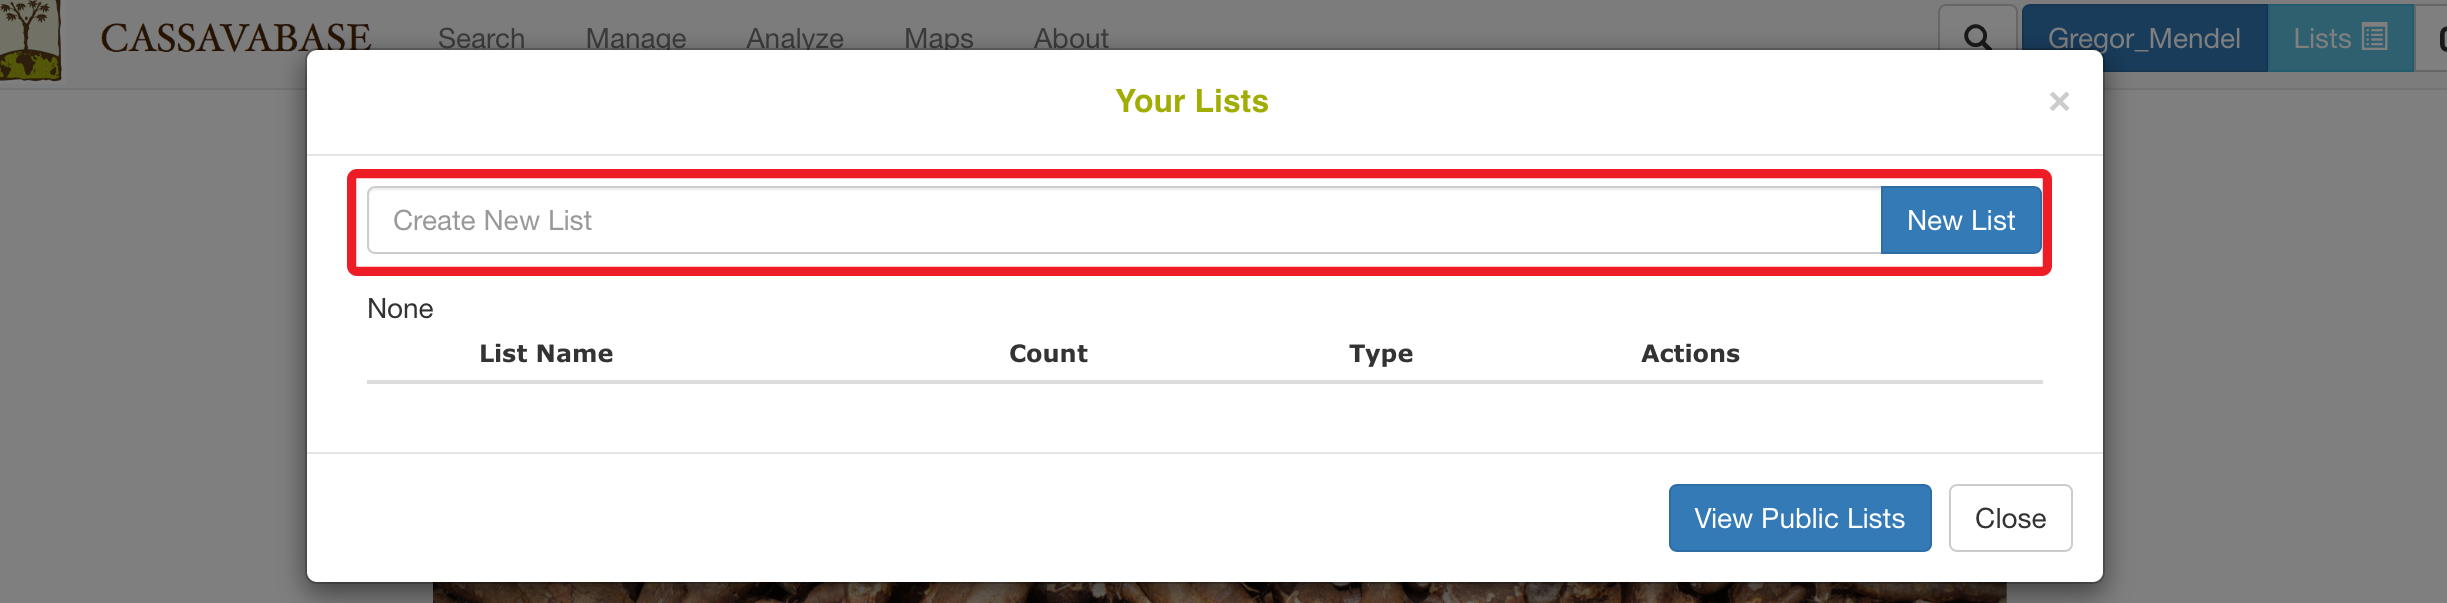 CASSAVABASE Search Manage Analyze Maps About Gregor_Mendel Lists
Your Lists ×
Create New List New List
None
List Name Count Type Actions
View Public Lists Close